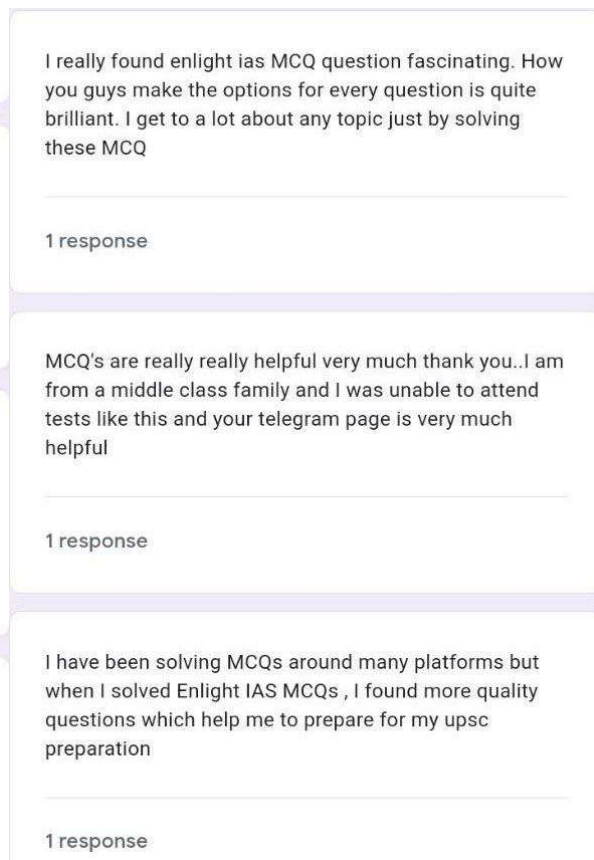 I really found enlight ias MCQ question fascinating. How
you guys make the options for every question is quite
brilliant. I get to a lot about any topic just by solving
these MCQ
1 response
MCQ's are really really helpful very much thank you..I am
from a middle class family and I was unable to attend
tests like this and your telegram page is very much
helpful
1 response
I have been solving MCQs around many platforms but
when I solved Enlight IAS MCQs , I found more quality
questions which help me to prepare for my upsc
preparation
1 response